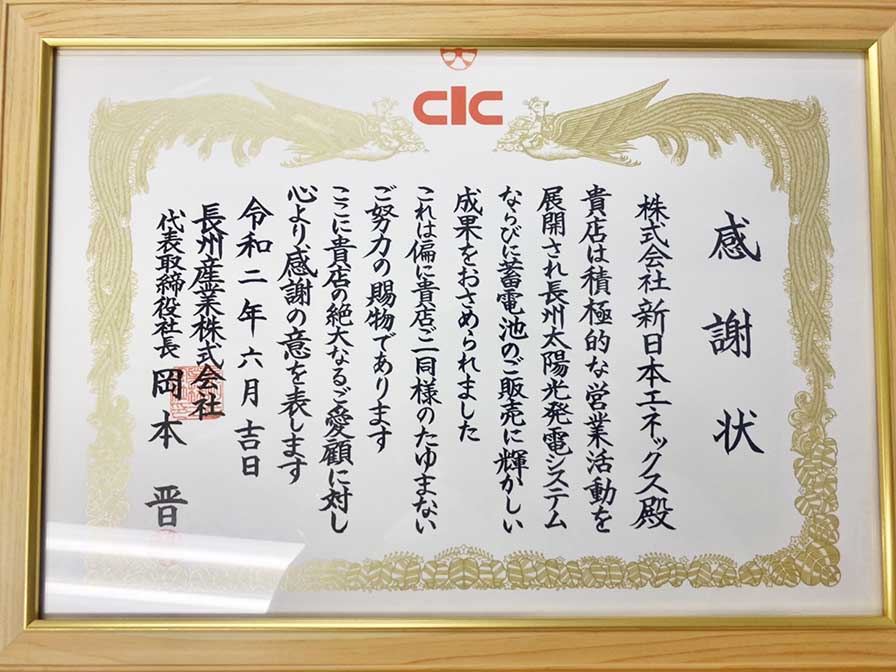 CIC
感謝状
株式会社 新日本エネックス殿
貴店は積極的な営業活動を
展開され長州太陽光発電システム
ならびに蓄電池のご販売に輝かしい
成果をおさめられました
これは偏に貴店ご一同様のたゆまない
ご努力の賜物であります
ここに貴店の絶大なるご愛顧に対し
心より感謝の意を表します
令和二年六月吉日
長州産業株式会社
代表取締役社長 岡本 晋